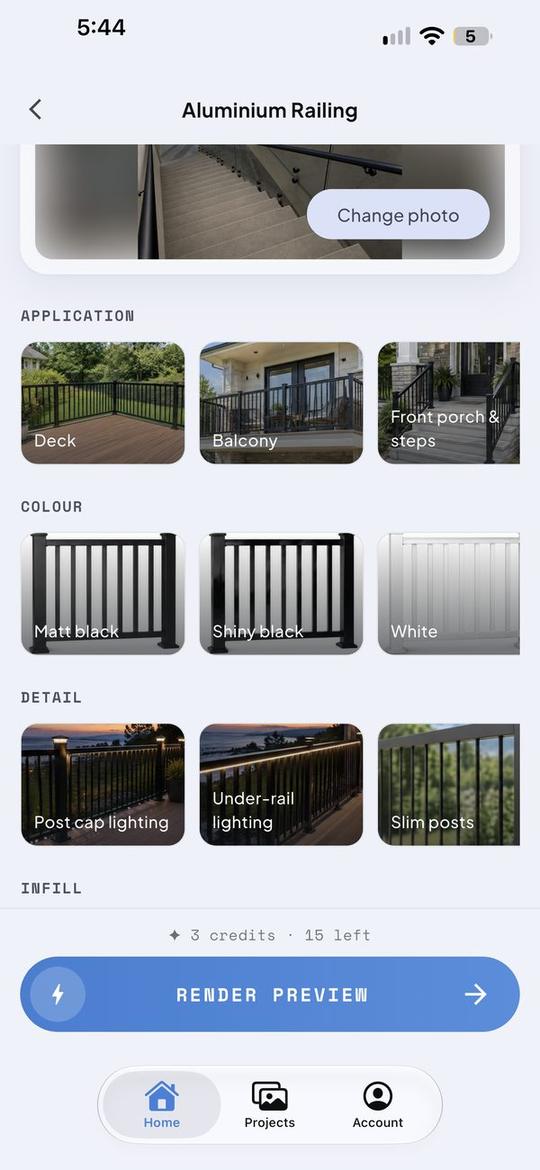 5:44
5
Aluminium Railing
Change photo
APPLICATION
Deck
Balcony
Front porch &
steps
COLOUR
Matt black
Shiny black
White
DETAIL
Post cap lighting
Under-rail
lighting
Slim posts
INFILL
3 credits · 15 left
RENDER PREVIEW
Home
Projects
Account